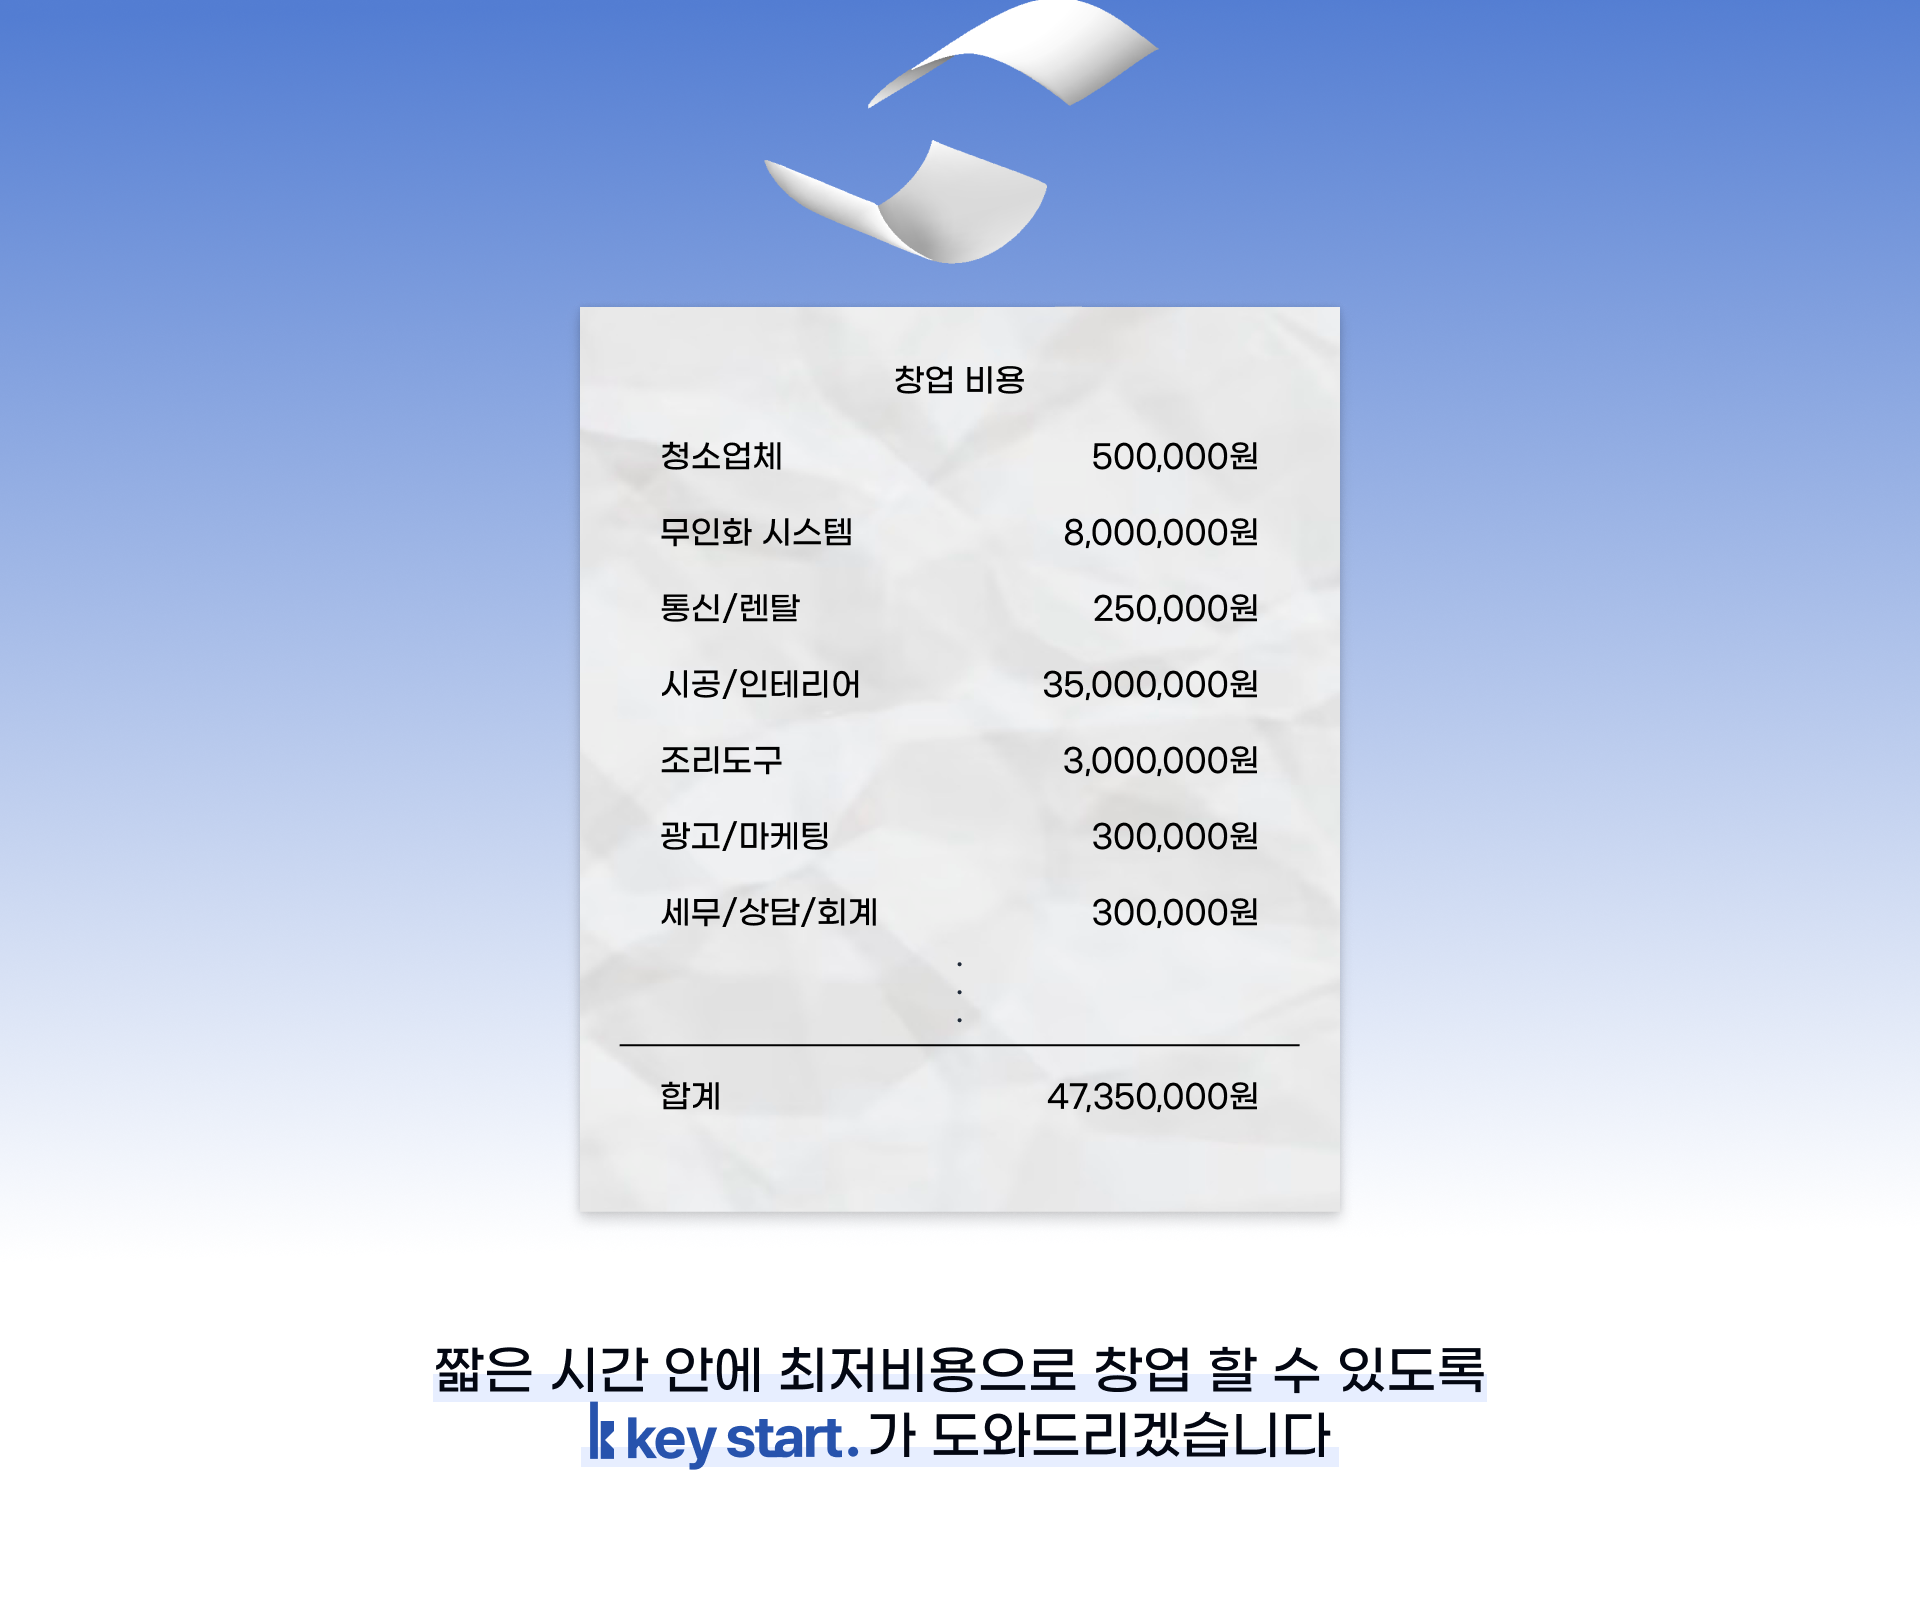 창업 비용
청소업체 500,000원
무인화 시스템 8,000,000원
통신/렌탈 250,000원
시공/인테리어 35,000,000원
조리도구 3,000,000원
광고/마케팅 300,000원
세무/상담/회계 300,000원
.
.
.
합계 47,350,000원
짧은 시간 안에 최저비용으로 창업 할 수 있도록
key start. 가 도와드리겠습니다